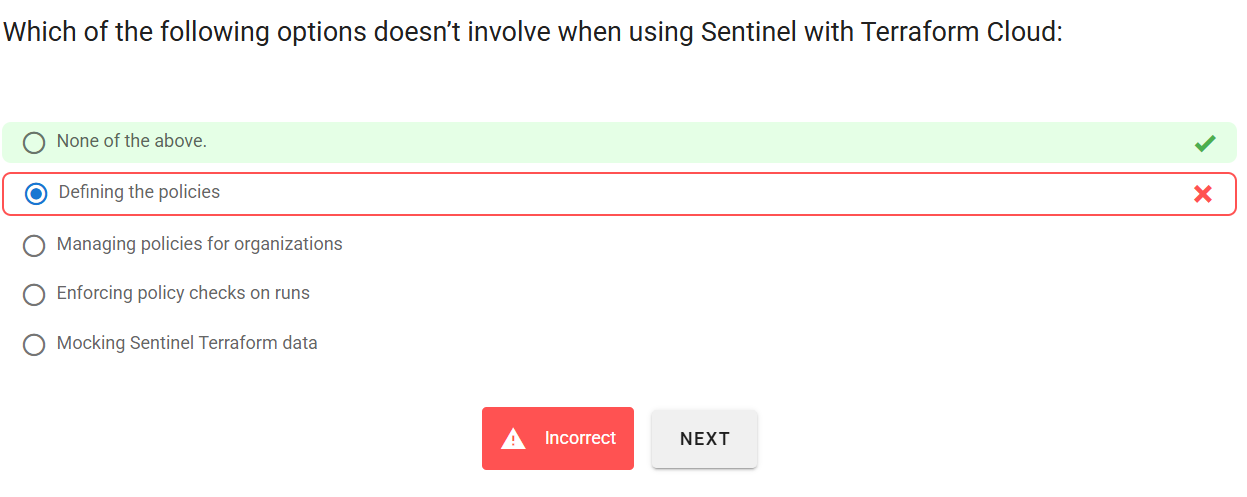 Which of the following options doesn’t involve when using Sentinel with Terraform Cloud:
None of the above.
Defining the policies
Managing policies for organizations
Enforcing policy checks on runs
Mocking Sentinel Terraform data
Incorrect
NEXT